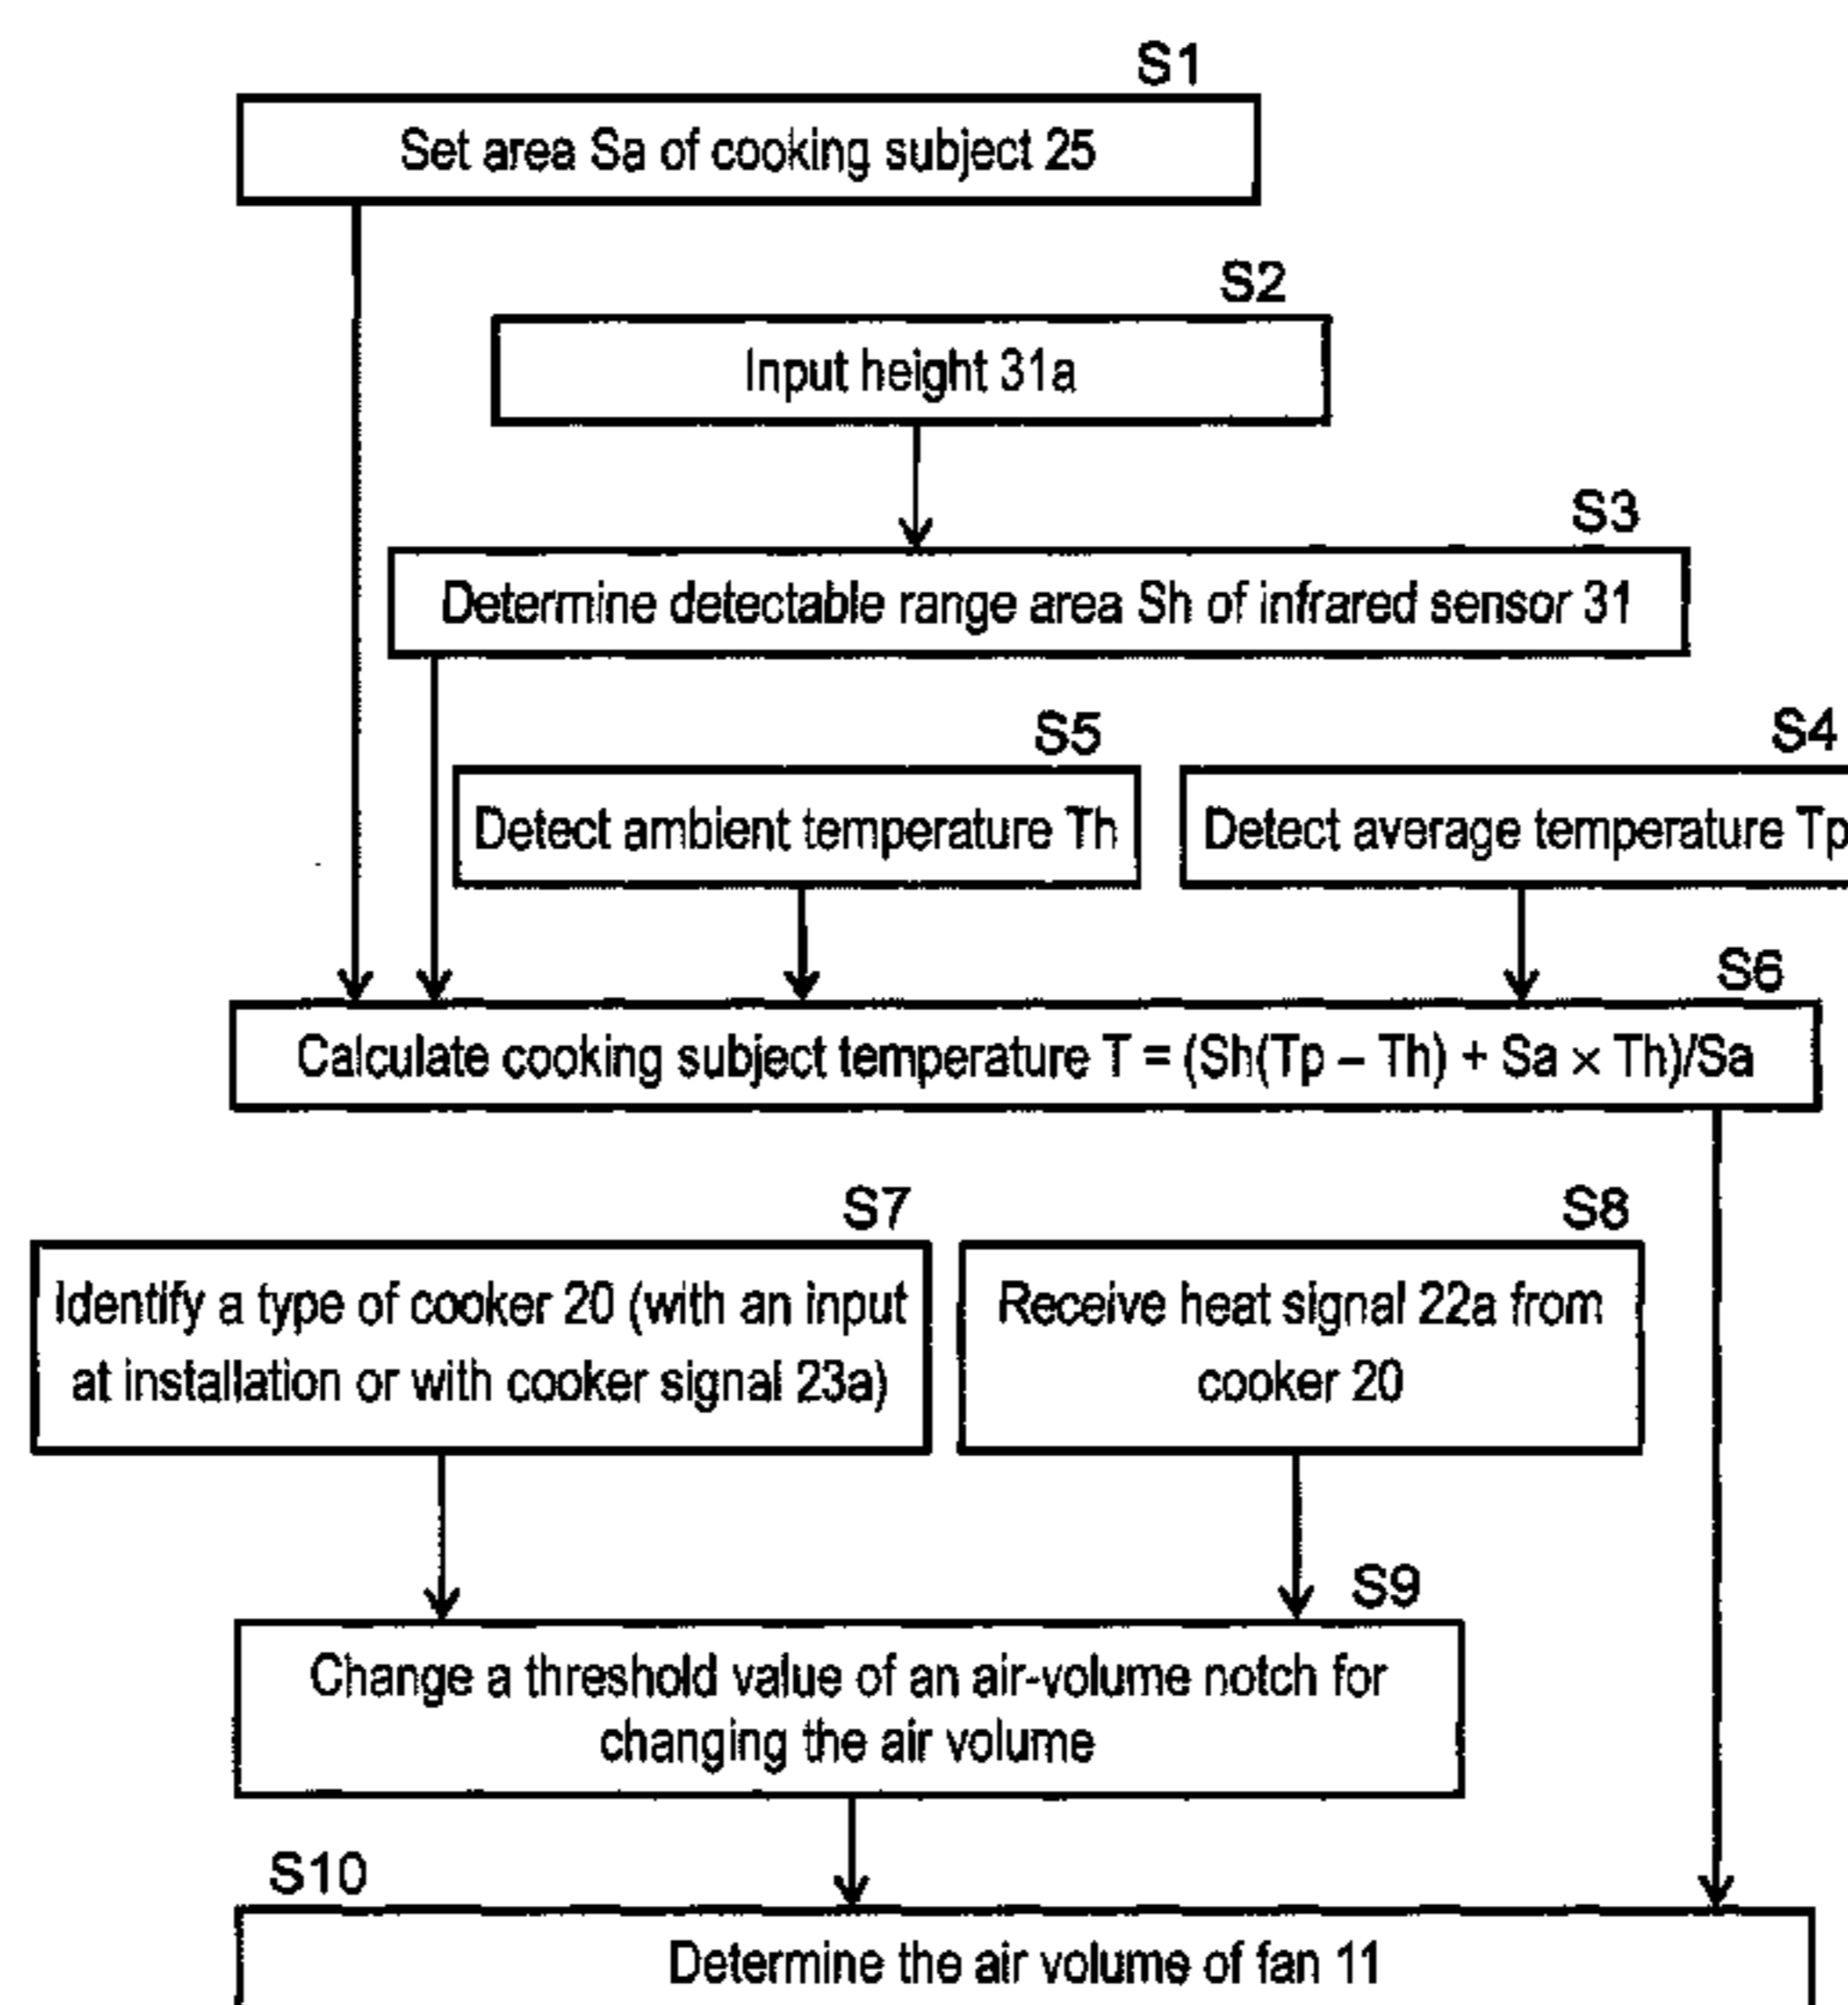 S1
Set area Sa of cooking subject 25
S2
Input height 31a
S3
Determine detectable range area Sh of infrared sensor 31
S5
Detect ambient temperature Th
S4
Detect average temperature Tp
S6
Calculate cooking subject temperature T = (Sh(Tp – Th) + Sa × Th)/Sa
S7
Identify a type of cooker 20 (with an input
at installation or with cooker signal 23a)
S8
Receive heat signal 22a from
cooker 20
S9
Change a threshold value of an air-volume notch for
changing the air volume
S10
Determine the air volume of fan 11